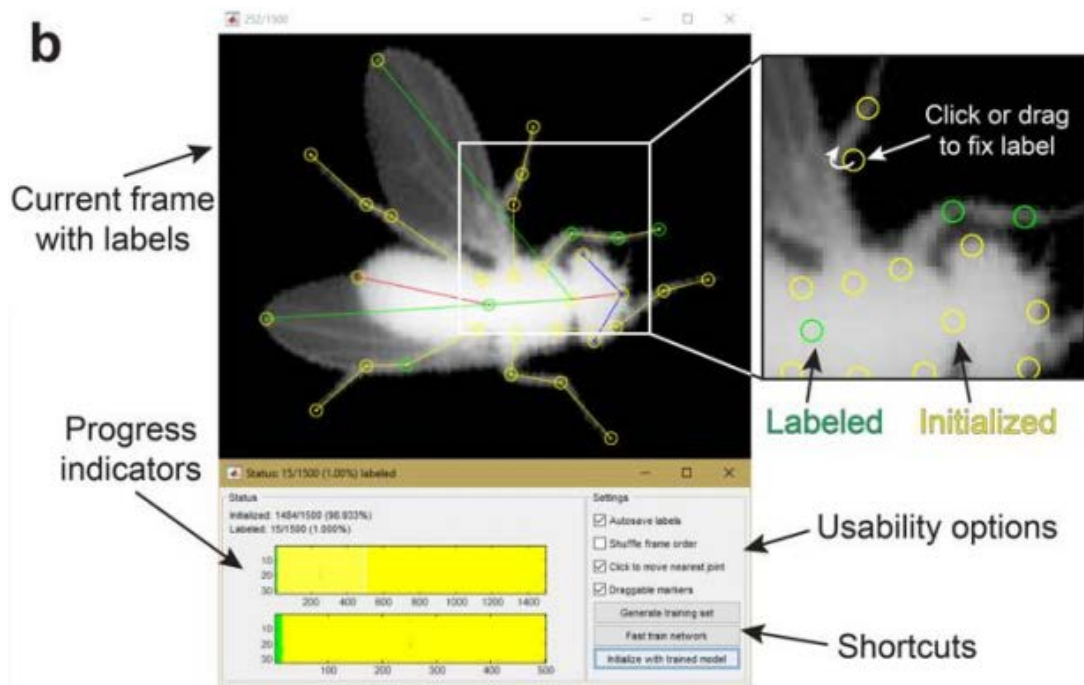 b
252/1500
Current frame
with labels
Click or drag
to fix label
Labeled
Initialized
Progress
indicators
Status: 15/1500 (1.00%) labeled
Status
Initialized: 1484/1500 (98.933%)
Labeled: 15/1500 (1.000%)
10
20
30
200 400 600 800 1000 1200 1400
10
20
30
100 200 300 400 500
Settings
Autosave labels
Shuffle frame order
Click to move nearest joint
Draggable markers
Generate training set
Fast train network
Initialize with trained model
Usability options
Shortcuts